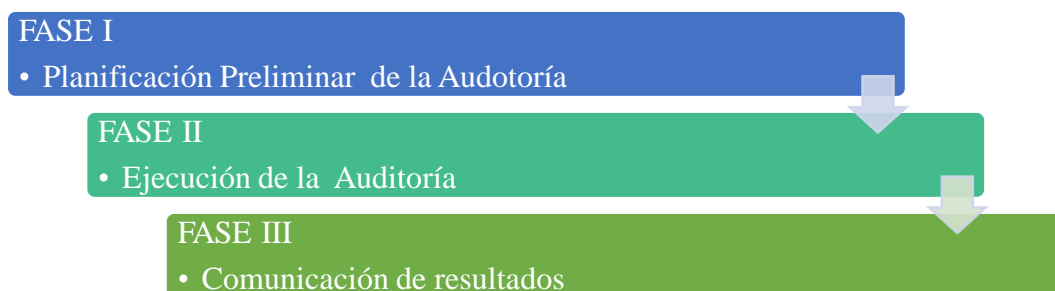 FASE I
• Planificación Preliminar de la Audotoría
FASE II
• Ejecución de la Auditoría
FASE III
• Comunicación de resultados